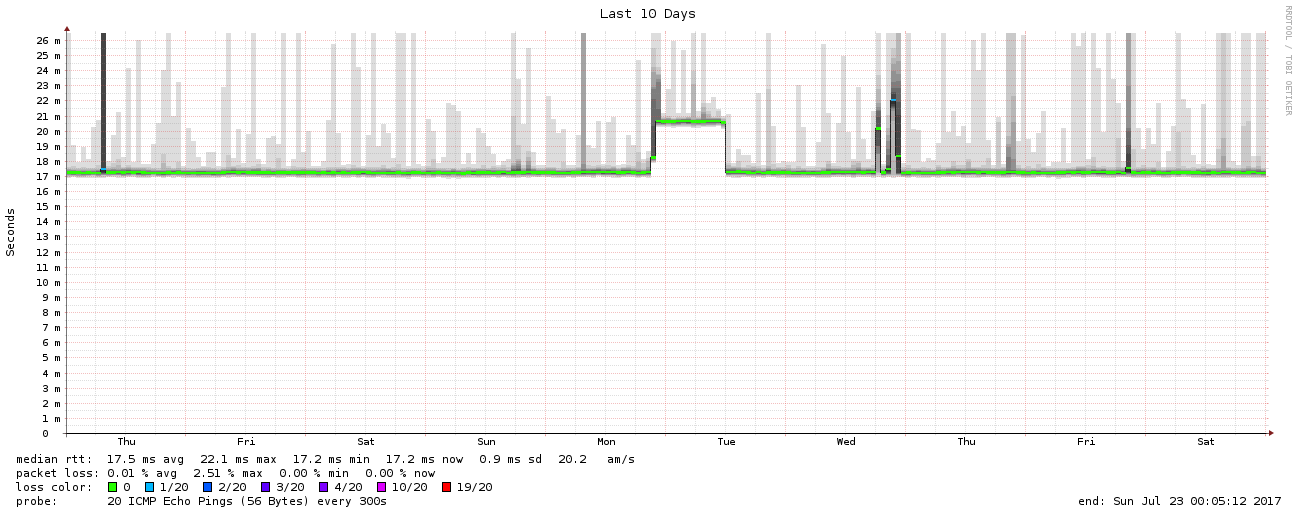 Last 10 Days
RRDTOOL / TOBI OETIKER
Seconds
26 m
25 m
24 m
23 m
22 m
21 m
20 m
19 m
18 m
17 m
16 m
15 m
14 m
13 m
12 m
11 m
10 m
9 m
8 m
7 m
6 m
5 m
4 m
3 m
2 m
1 m
0
Thu Fri Sat Sun Mon Tue Wed Thu Fri Sat
median rtt: 17.5 ms avg 22.1 ms max 17.2 ms min 17.2 ms now 0.9 ms sd 20.2 am/s
packet loss: 0.01 % avg 2.51 % max 0.00 % min 0.00 % now
loss color: 0 1/20 2/20 3/20 4/20 10/20 19/20
probe: 20 ICMP Echo Pings (56 Bytes) every 300s end: Sun Jul 23 00:05:12 2017